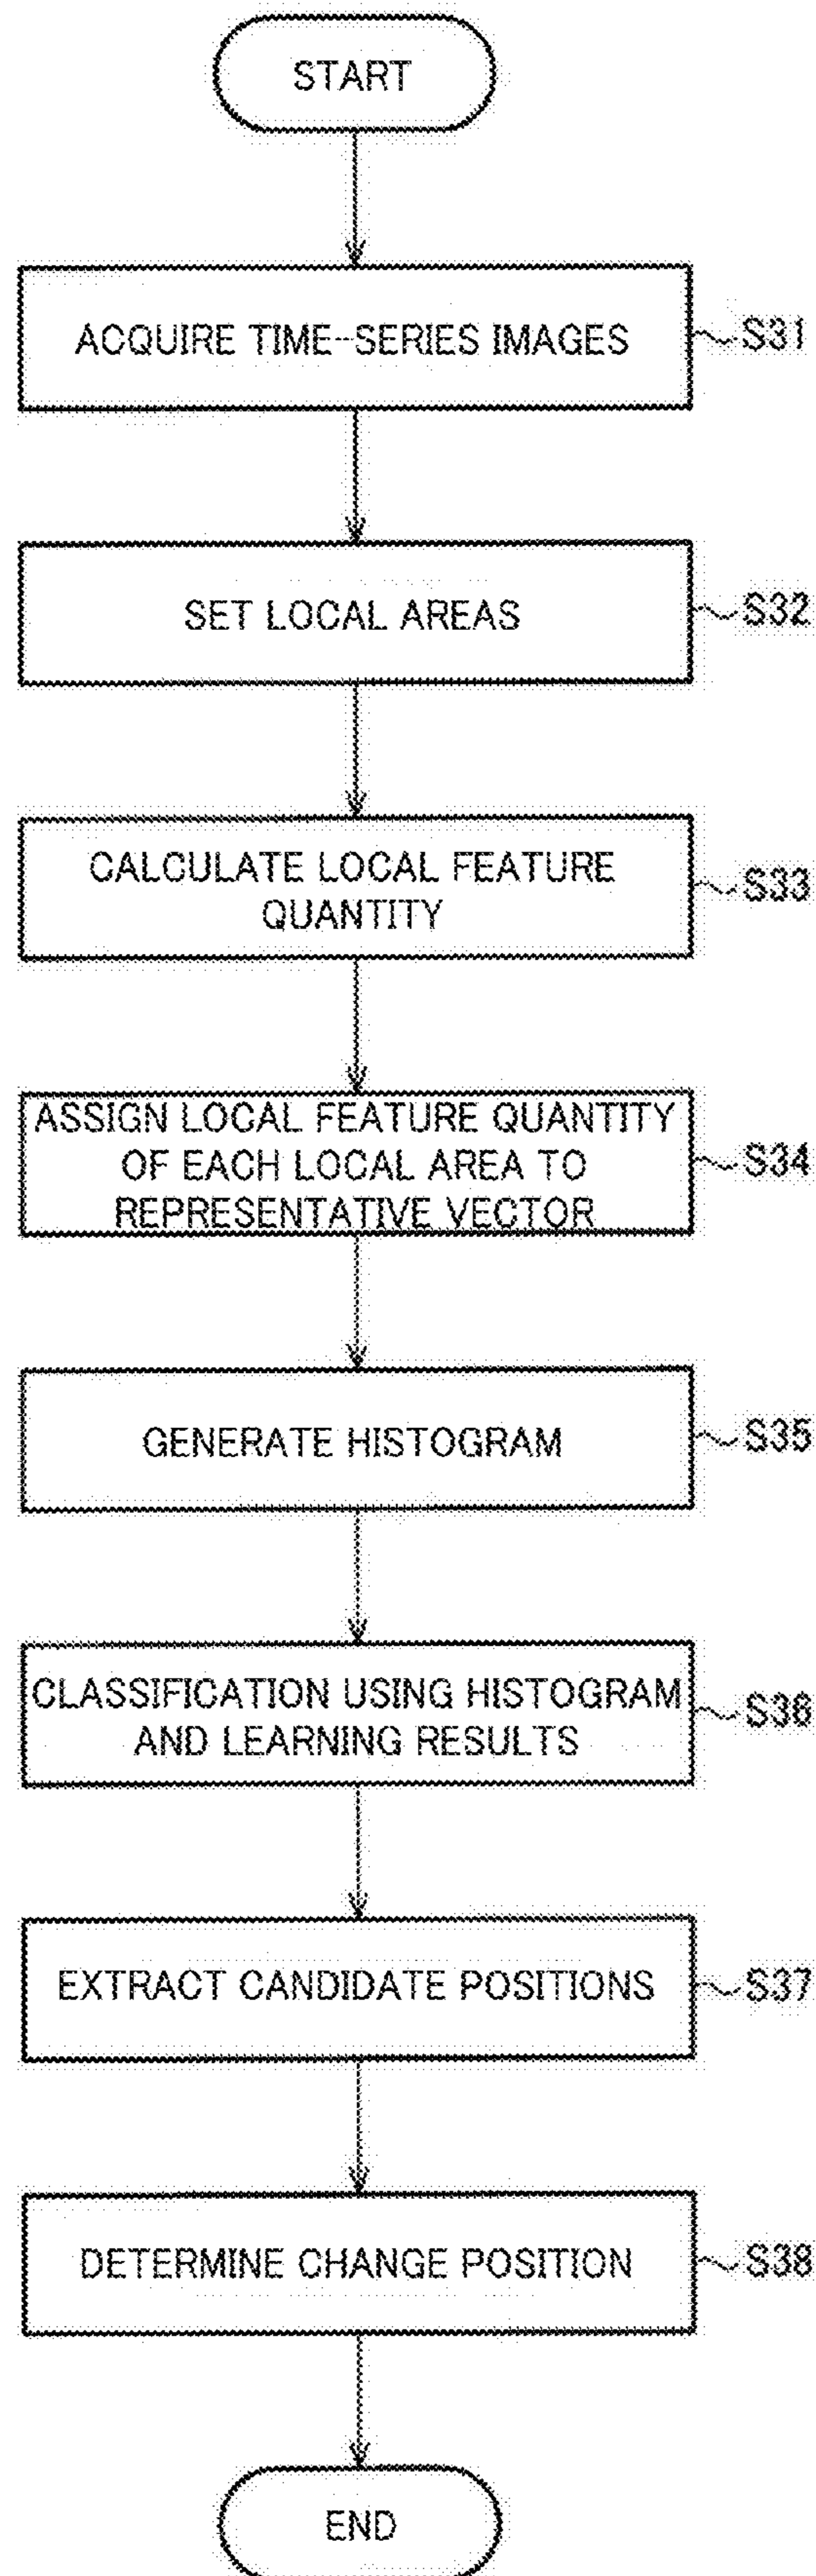 START
ACQUIRE TIME-SERIES IMAGES
S31
SET LOCAL AREAS
S32
CALCULATE LOCAL FEATURE
QUANTITY
S33
ASSIGN LOCAL FEATURE QUANTITY
OF EACH LOCAL AREA TO
REPRESENTATIVE VECTOR
S34
GENERATE HISTOGRAM
S35
CLASSIFICATION USING HISTOGRAM
AND LEARNING RESULTS
S36
EXTRACT CANDIDATE POSITIONS
S37
DETERMINE CHANGE POSITION
S38
END